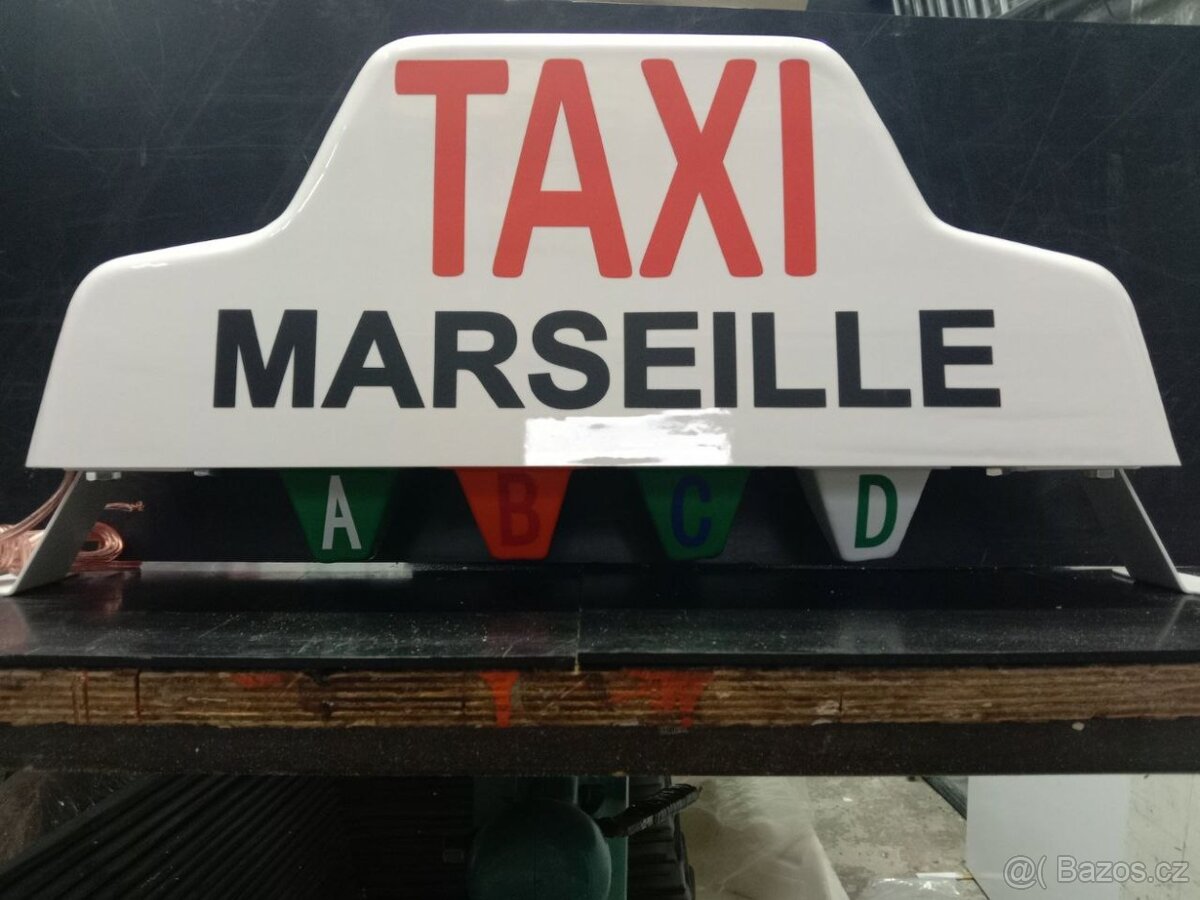 TAXI
MARSEILLE
A B C D
@( Bazos.cz